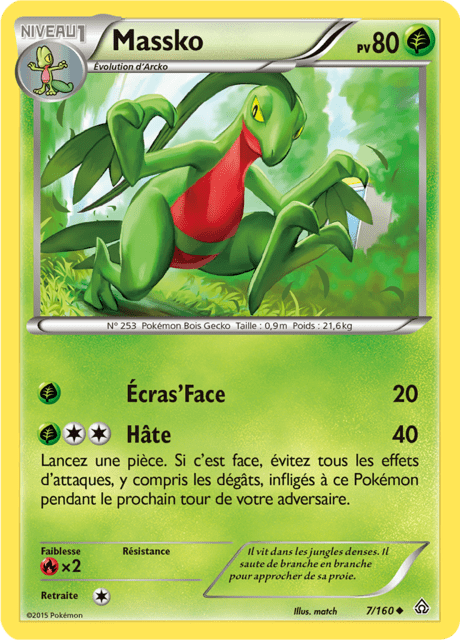 NIVEAU 1
Massko
PV 80
Évolution d'Arcko
N° 253 Pokémon Bois Gecko Taille : 0,9m Poids : 21,6kg
Écras'Face 20
Hâte 40
Lancez une pièce. Si c'est face, évitez tous les effets
d'attaques, y compris les dégâts, infligés à ce Pokémon
pendant le prochain tour de votre adversaire.
Faiblesse
×2
Résistance
Retraite
Il vit dans les jungles denses. Il
saute de branche en branche
pour approcher de sa proie.
©2015 Pokémon
Illus. match
7/160